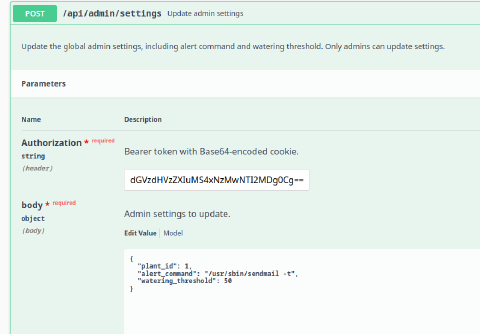 POST /api/admin/settings Update admin settings
Update the global admin settings, including alert command and watering threshold. Only admins can update settings.
Parameters
Name Description
Authorization * required
string
(header)
Bearer token with Base64-encoded cookie.
dGVzdHVzZXIuMS4xNzMwNTI2MDg0Cg==
body * required
object
(body)
Admin settings to update.
Edit Value | Model
{
"plant_id": 1,
"alert_command": "/usr/sbin/sendmail -t",
"watering_threshold": 50
}